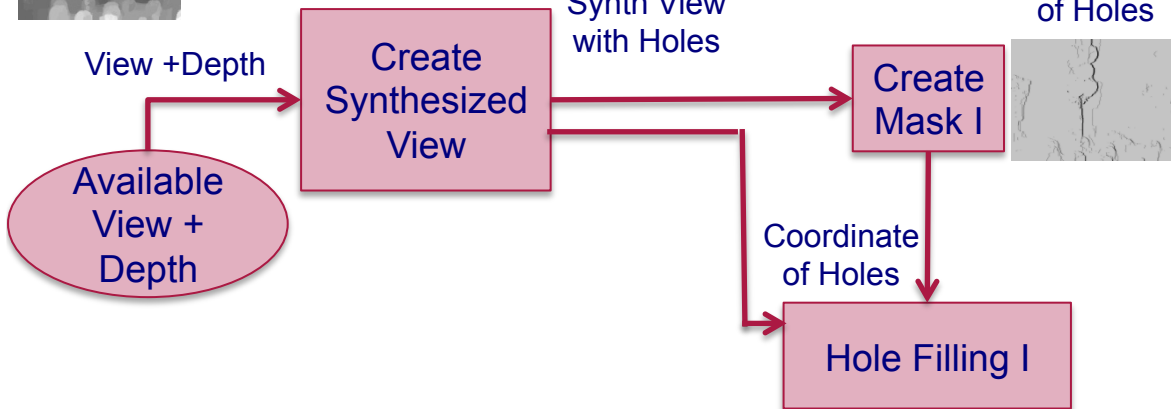 Synth View
with Holes
of Holes
View +Depth
Create
Synthesized
View
Create
Mask I
Available
View +
Depth
Coordinate
of Holes
Hole Filling I